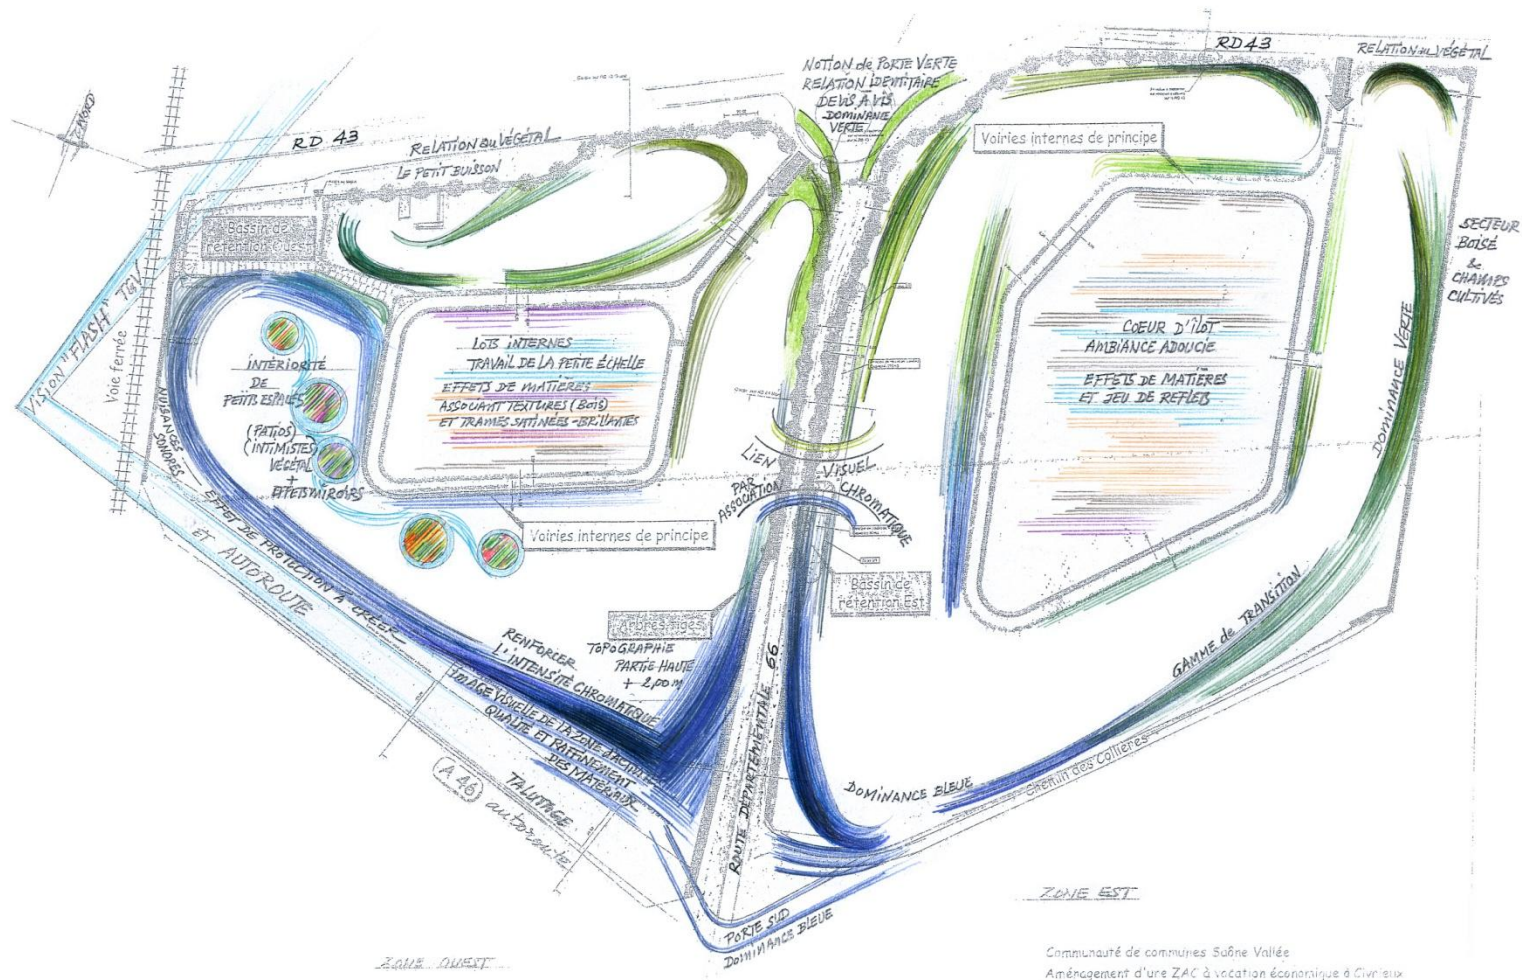 RD 43
RELATION au VÉGÉTAL
NOTION de PORTE VERTE
RELATION IDENTITAIRE
DEVIS A VIS
DOMINANCE
VERTE
NORD
RD 43
RELATION au VÉGÉTAL
LE PETIT BUISSON
Voiries internes de principe
Bassin de
rétention Ouest
SECTEUR
BOISÉ
&
CHAMPS
CULTIVÉS
VISION "FLASH" TGV
Voie ferrée
NUISANCES
SONORES
INTÉRIORITÉ
DE
PETITS ESPACES
(PATIOS)
(INTIMISTES)
VÉGÉTAL
+
EFFETS MIROIRS
LOTS INTERNES
TRAVAIL DE LA PETITE ÉCHELLE
EFFETS DE MATIÈRES
ASSOCIANT TEXTURES (BOIS)
ET TRAMES SATINÉES-BRILLANTES
COEUR D'ÎLOT
AMBIANCE ADOUCIE
EFFETS DE MATIÈRES
ET JEU DE REFLETS
DOMINANCE VERTE
LIEN VISUEL
PAR
ASSOCIATION
CHROMATIQUE
Voiries internes de principe
Bassin de
rétention Est
Arbres tiges
EFFET DE PROTECTION A CRÉER
ET AUTOROUTE
RENFORCER
L'INTENSITÉ CHROMATIQUE
TOPOGRAPHIE
PARTIE HAUTE
+ 2,00 m
IMAGE VISUELLE DE LA ZONE D'ACTIVITÉ
QUALITÉ ET RAFFINEMENT
DES MATÉRIAUX
GAMME de TRANSITION
ROUTE DÉPARTEMENTALE 66
DOMINANCE BLEUE
Chemin des Collières
(A 46)
autoroute
TALUTAGE
PORTE SUD
DOMINANCE BLEUE
ZONE EST
ZONE OUEST
Communauté de communes Saône Vallée
Aménagement d'une ZAC à vocation économique à Civrieux